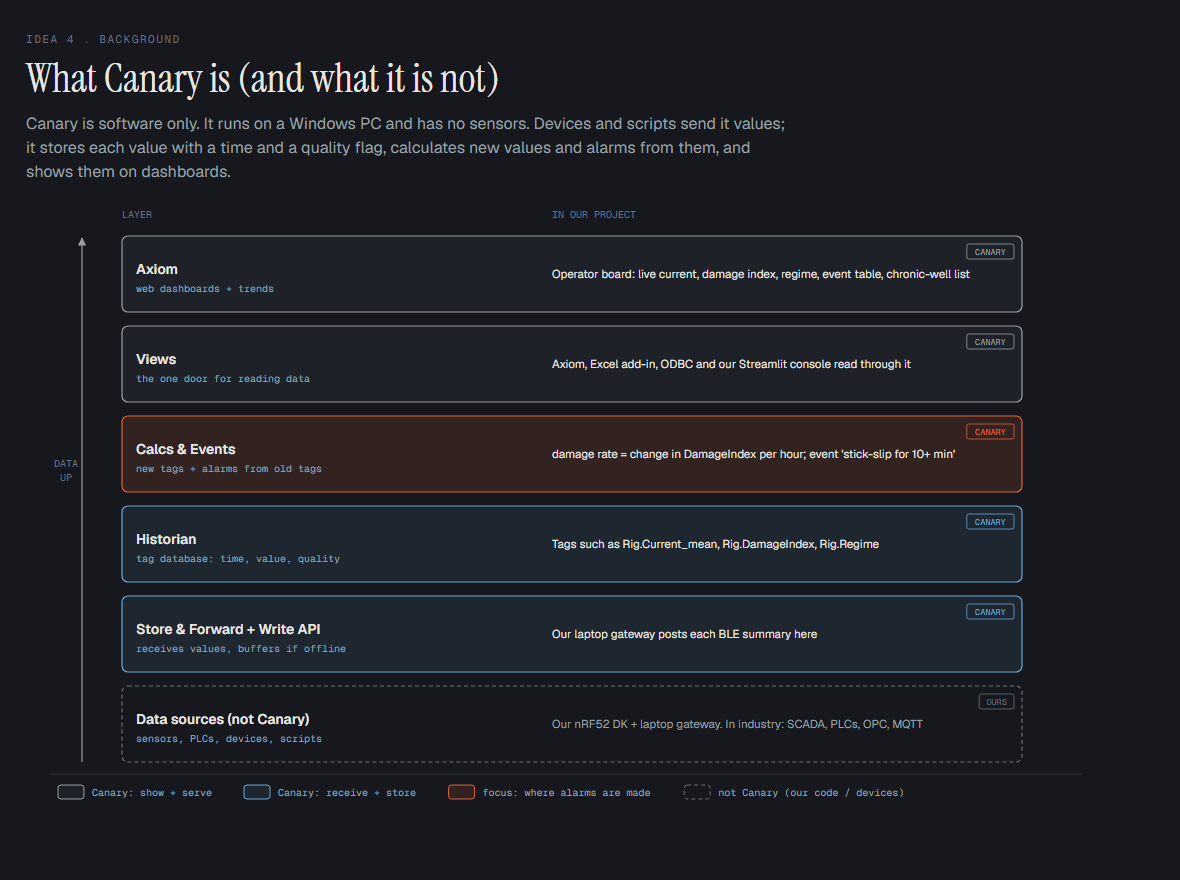 IDEA 4 . BACKGROUND
What Canary is (and what it is not)
Canary is software only. It runs on a Windows PC and has no sensors. Devices and scripts send it values;
it stores each value with a time and a quality flag, calculates new values and alarms from them, and
shows them on dashboards.
LAYER
IN OUR PROJECT
CANARY
Axiom
web dashboards + trends
Operator board: live current, damage index, regime, event table, chronic-well list
CANARY
Views
the one door for reading data
Axiom, Excel add-in, ODBC and our Streamlit console read through it
CANARY
Calcs & Events
new tags + alarms from old tags
damage rate = change in DamageIndex per hour; event 'stick-slip for 10+ min'
DATA
UP
CANARY
Historian
tag database: time, value, quality
Tags such as Rig.Current_mean, Rig.DamageIndex, Rig.Regime
CANARY
Store & Forward + Write API
receives values, buffers if offline
Our laptop gateway posts each BLE summary here
OURS
Data sources (not Canary)
sensors, PLCs, devices, scripts
Our nRF52 DK + laptop gateway. In industry: SCADA, PLCs, OPC, MQTT
Canary: show + serve
Canary: receive + store
focus: where alarms are made
not Canary (our code / devices)